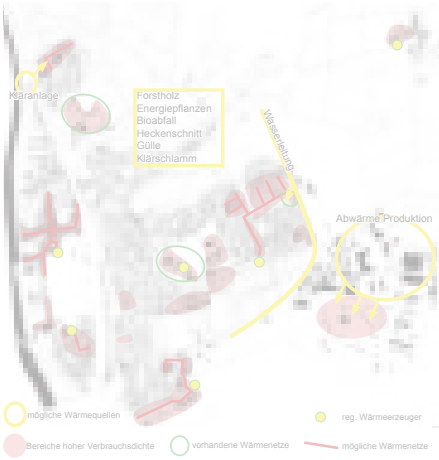 Kläranlage
Forstholz
Energiepflanzen
Bioabfall
Heckenschnitt
Gülle
Klärschlamm
Wasserleitung
Abwärme Produktion
mögliche Wärmequellen
reg. Wärmeerzeuger
Bereiche hoher Verbrauchsdichte
vorhandene Wärmenetze
mögliche Wärmenetze